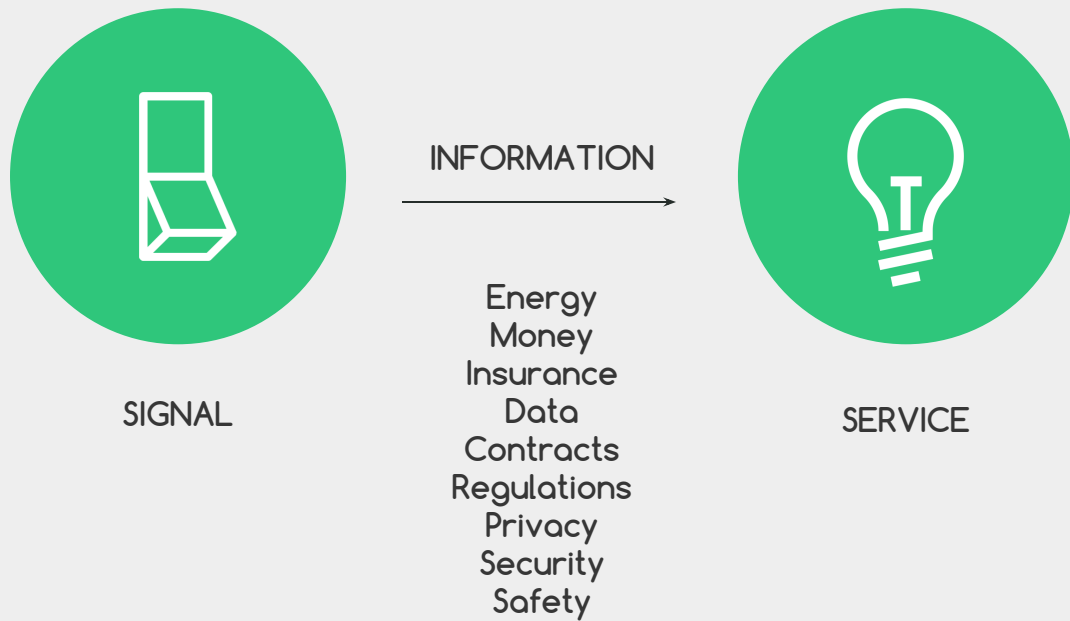 INFORMATION
Energy
Money
Insurance
Data
Contracts
Regulations
Privacy
Security
Safety
SIGNAL
SERVICE